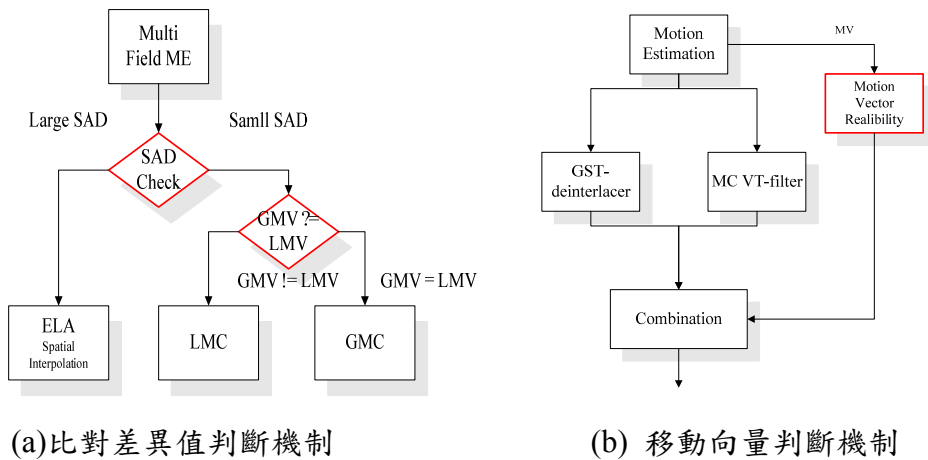 Multi
Field ME
Large SAD
Samll SAD
SAD
Check
GMV ?=
LMV
GMV != LMV
GMV = LMV
ELA
Spatial
Interpolation
LMC
GMC
(a)比對差異值判斷機制
Motion
Estimation
MV
Motion
Vector
Realibility
GST-
deinterlacer
MC VT-filter
Combination
(b) 移動向量判斷機制